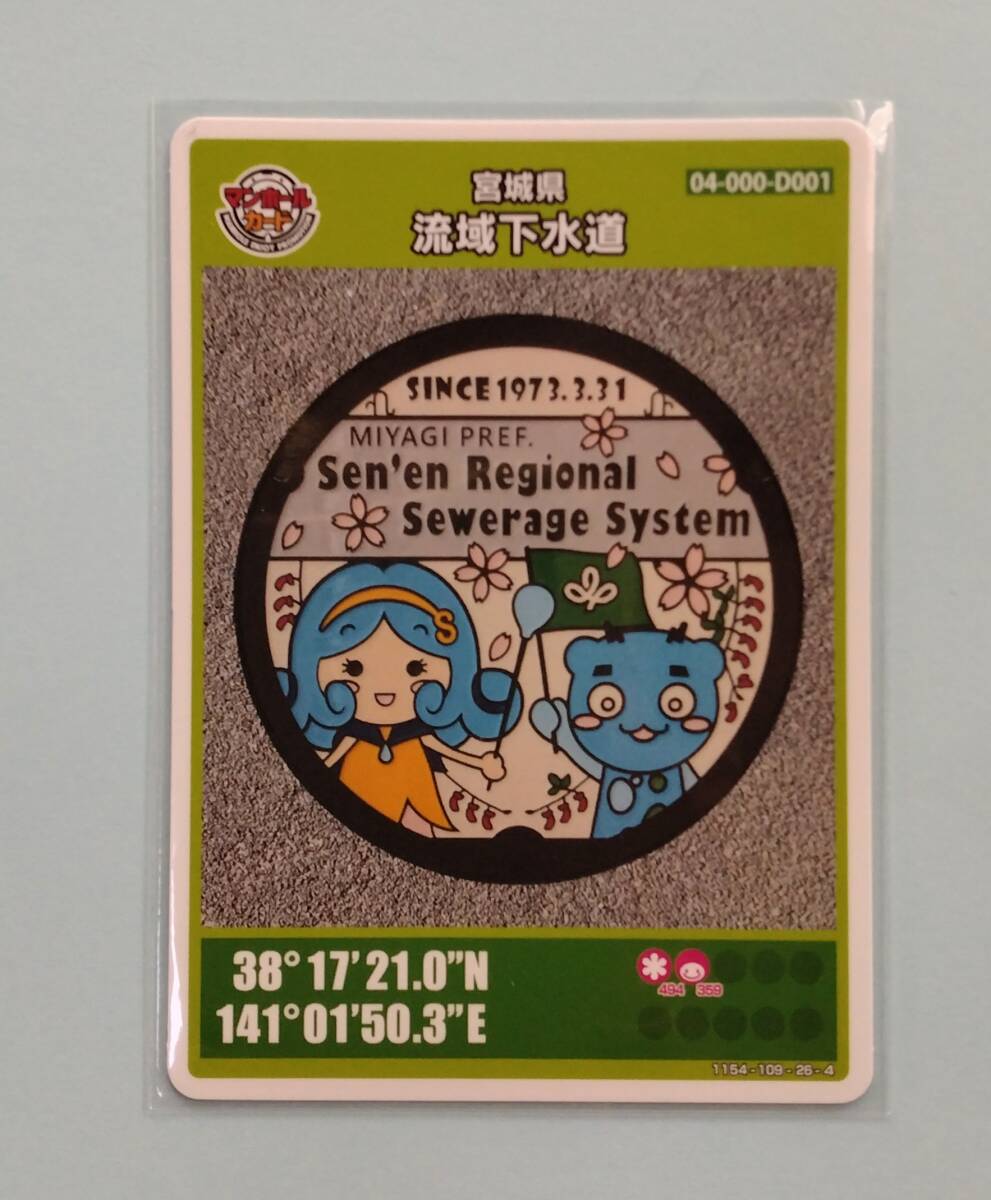 マンホール
カード
宮城県
流域下水道
04-000-D001
SINCE 1973.3.31
MIYAGI PREF.
Sen'en Regional
Sewerage System
S
38°17'21.0"N
141°01'50.3"E
494 359
1154-109-26-4